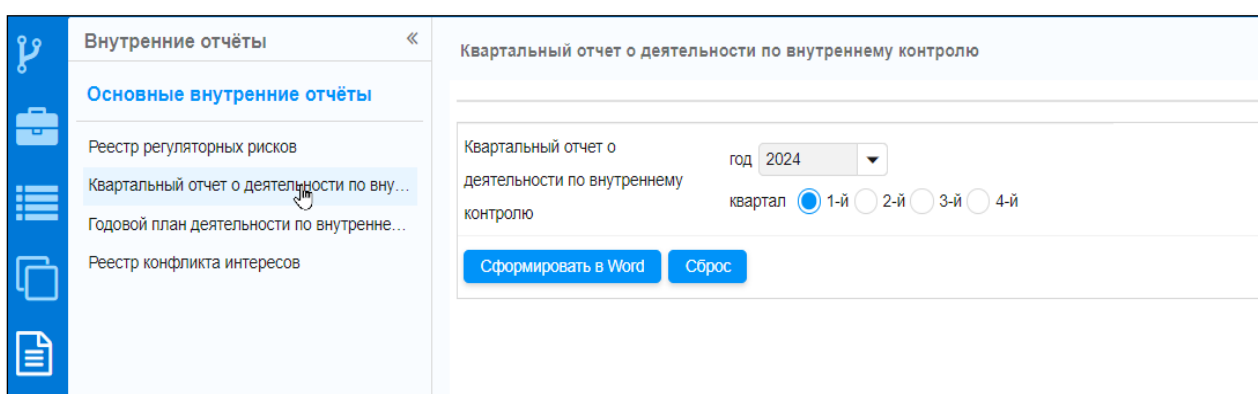 Внутренние отчёты «
Основные внутренние отчёты
Реестр регуляторных рисков
Квартальный отчет о деятельности по вну...
Годовой план деятельности по внутренне...
Реестр конфликта интересов
Квартальный отчет о деятельности по внутреннему контролю
Квартальный отчет о
деятельности по внутреннему
контролю
год 2024
квартал 1-й 2-й 3-й 4-й
Сформировать в Word Сброс